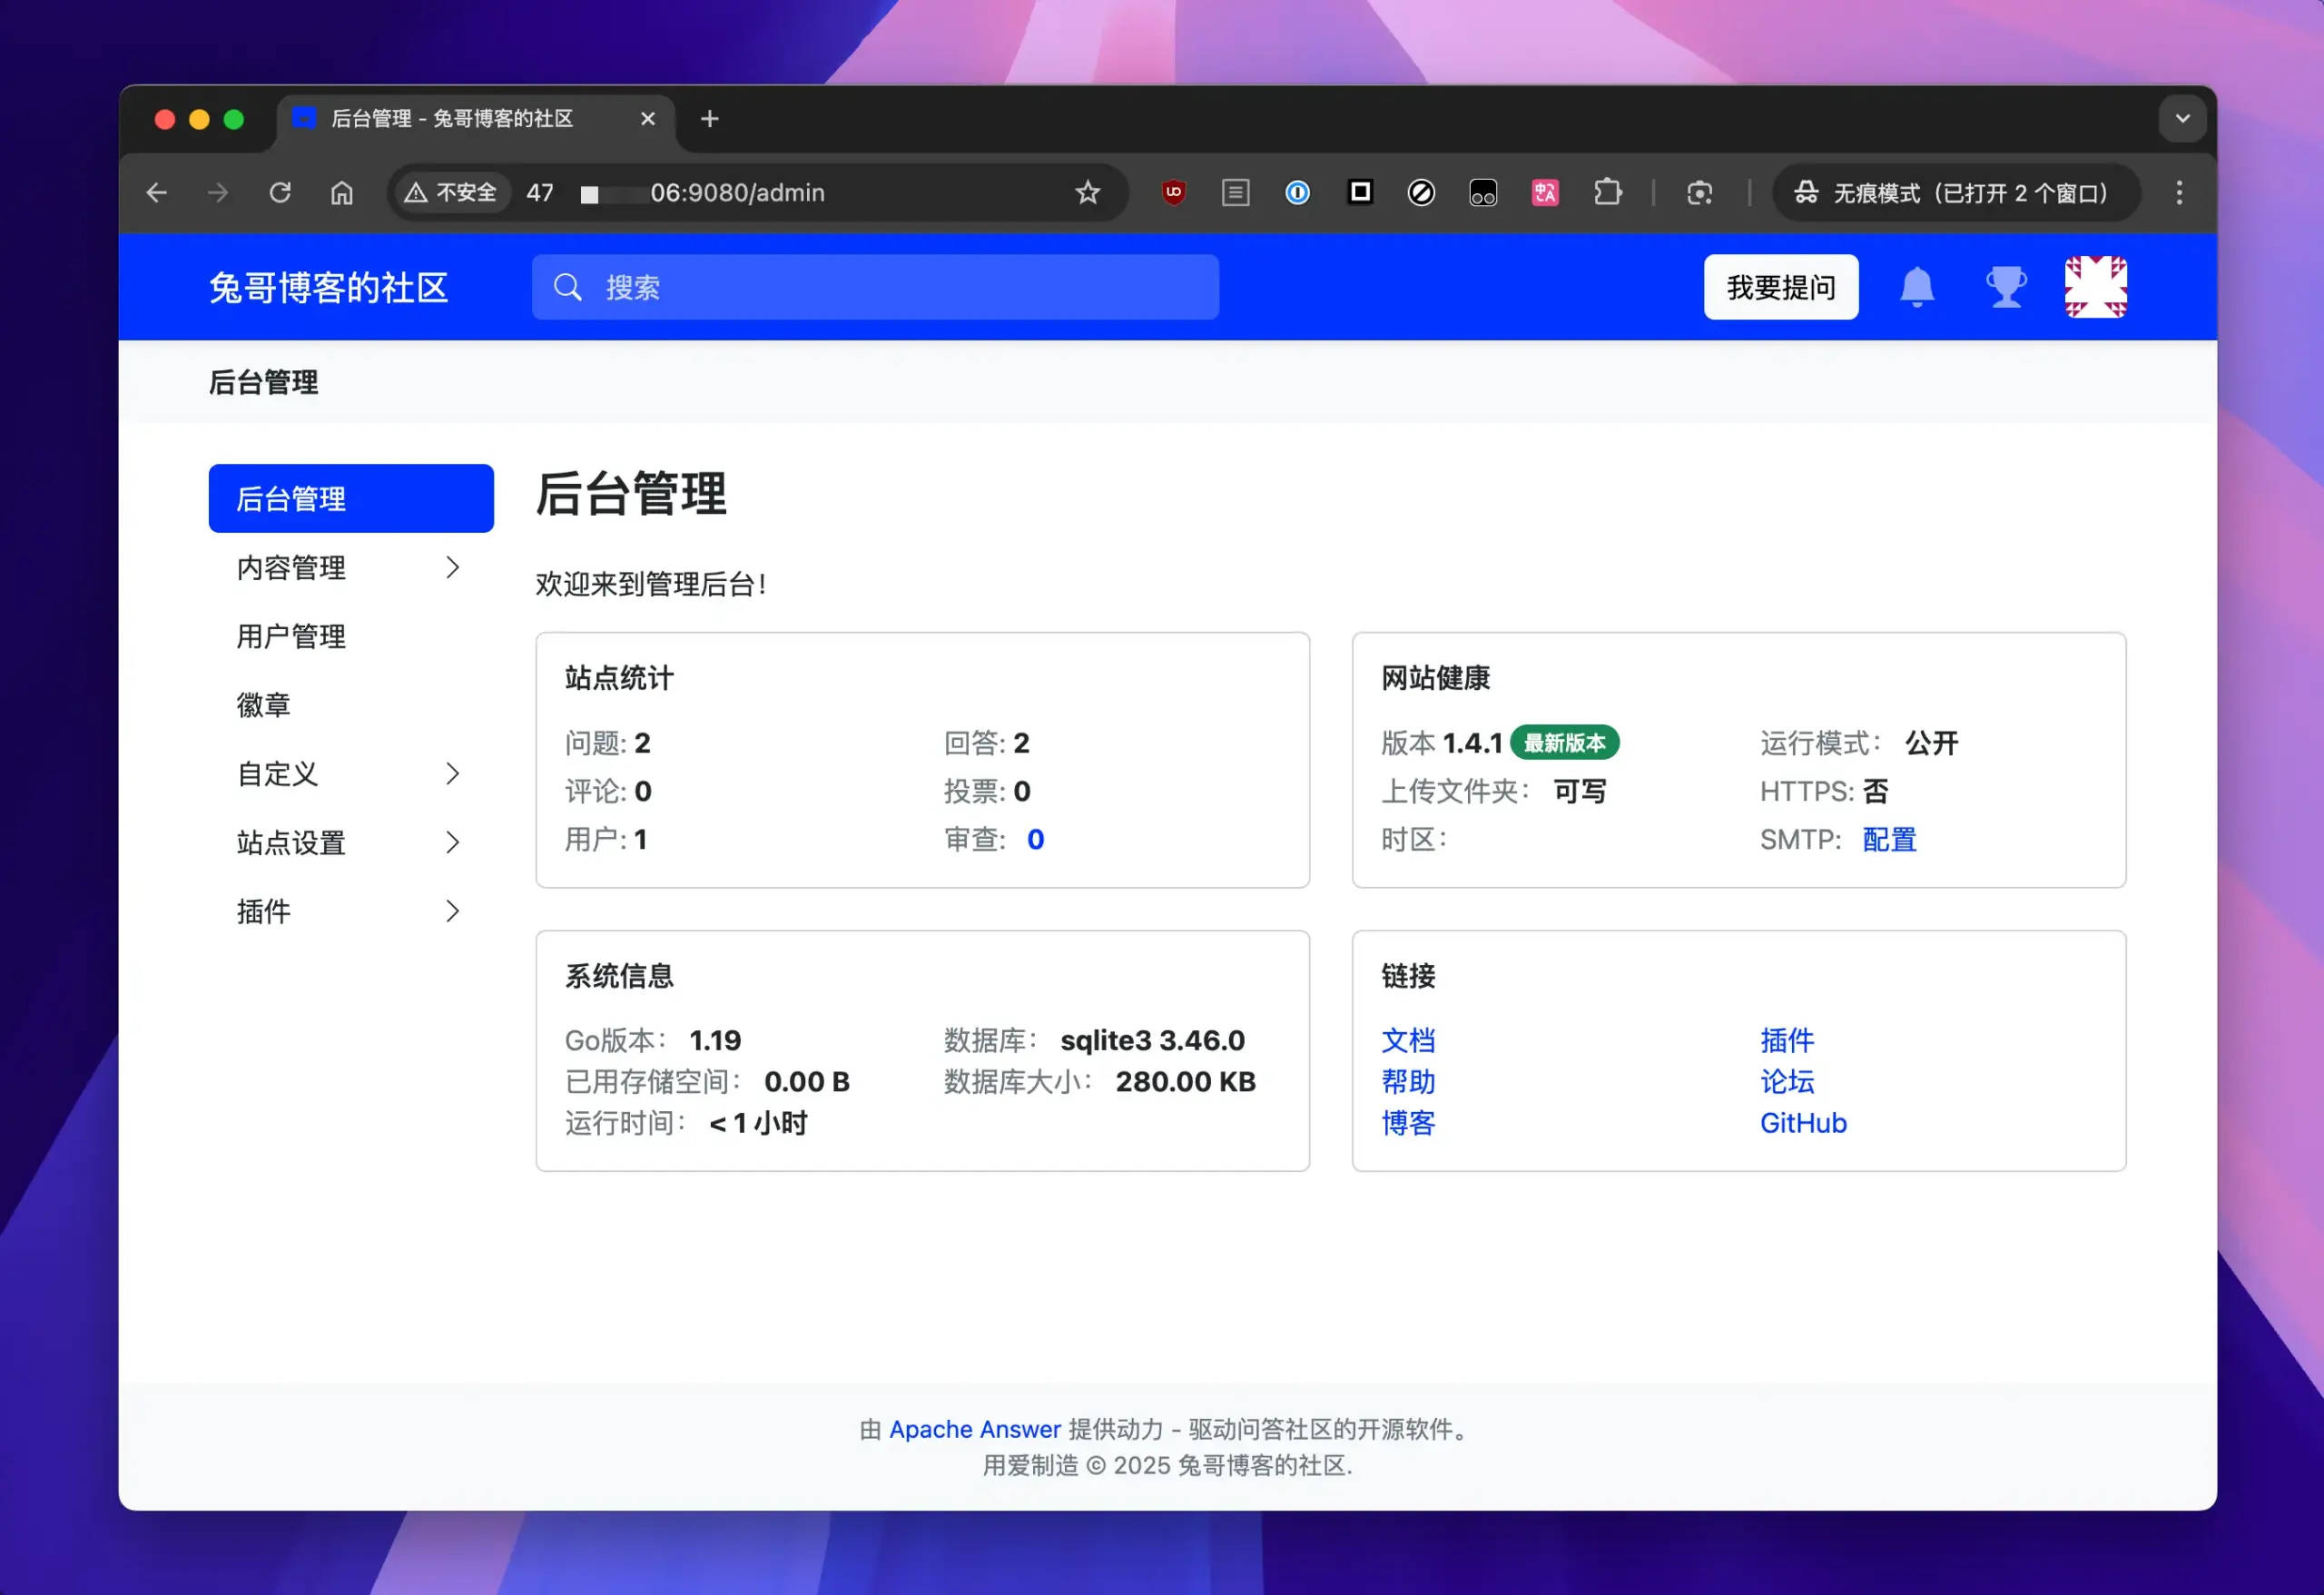 后台管理 - 兔哥博客的社区
不安全 47 06:9080/admin
无痕模式（已打开 2 个窗口）
兔哥博客的社区
搜索
我要提问
后台管理
后台管理
内容管理
用户管理
徽章
自定义
站点设置
插件
后台管理
欢迎来到管理后台！
站点统计
问题: 2
回答: 2
评论: 0
投票: 0
用户: 1
审查: 0
网站健康
版本 1.4.1 最新版本
运行模式： 公开
上传文件夹： 可写
HTTPS: 否
时区：
SMTP: 配置
系统信息
Go版本： 1.19
数据库： sqlite3 3.46.0
已用存储空间： 0.00 B
数据库大小： 280.00 KB
运行时间： < 1 小时
链接
文档
插件
帮助
论坛
博客
GitHub
由 Apache Answer 提供动力 - 驱动问答社区的开源软件。
用爱制造 © 2025 兔哥博客的社区.